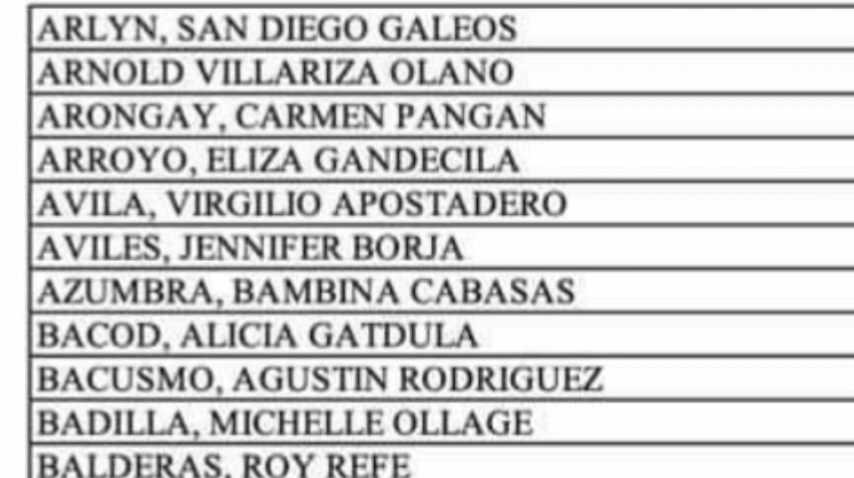 ARLYN, SAN DIEGO GALEOS
ARNOLD VILLARIZA OLANO
ARONGAY, CARMEN PANGAN
ARROYO, ELIZA GANDECILA
AVILA, VIRGILIO APOSTADERO
AVILES, JENNIFER BORJA
AZUMBRA, BAMBINA CABASAS
BACOD, ALICIA GATDULA
BACUSMO, AGUSTIN RODRIGUEZ
BADILLA, MICHELLE OLLAGE
BALDERAS, ROY REFE